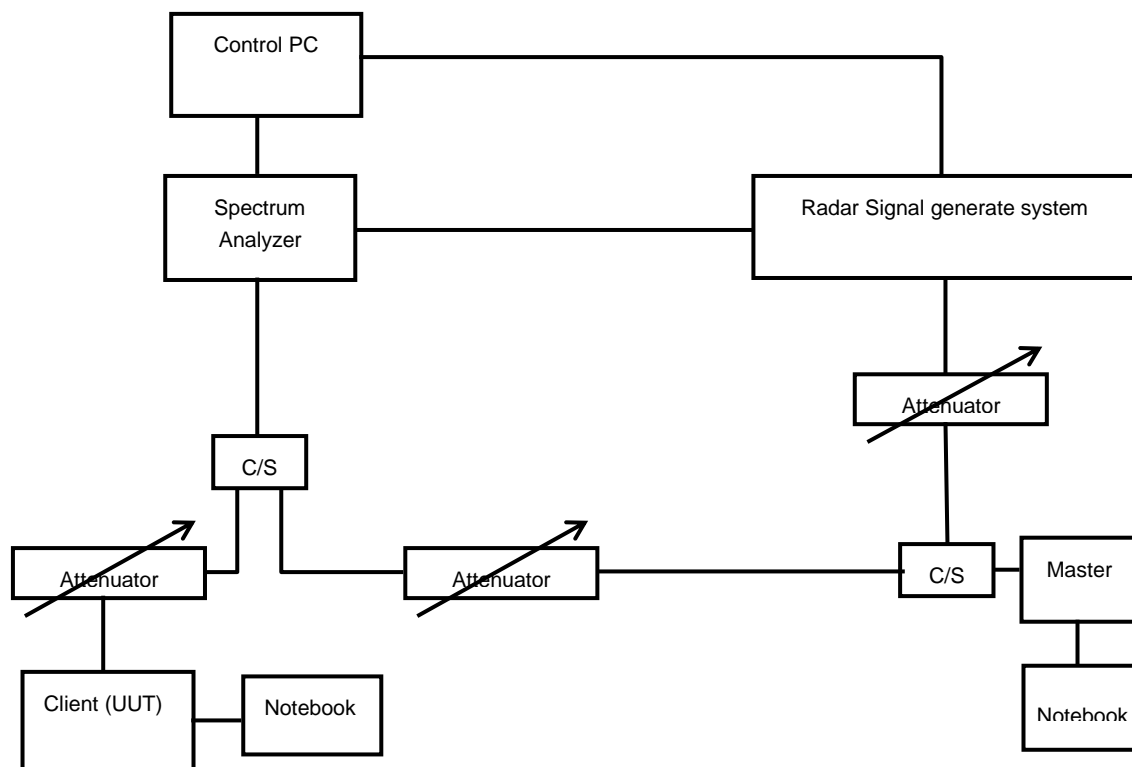 Control PC
Spectrum
Analyzer
Radar Signal generate system
Attenuator
C/S
Attenuator
Attenuator
C/S
Master
Client (UUT)
Notebook
Notebook